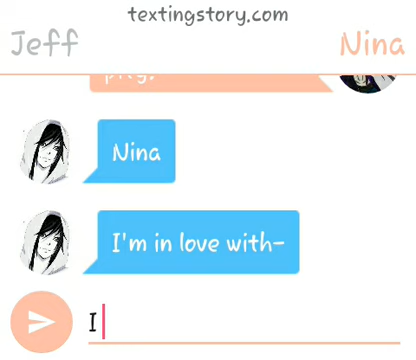 textingstory.com
Jeff
Nina
Nina
I'm in love with-
I